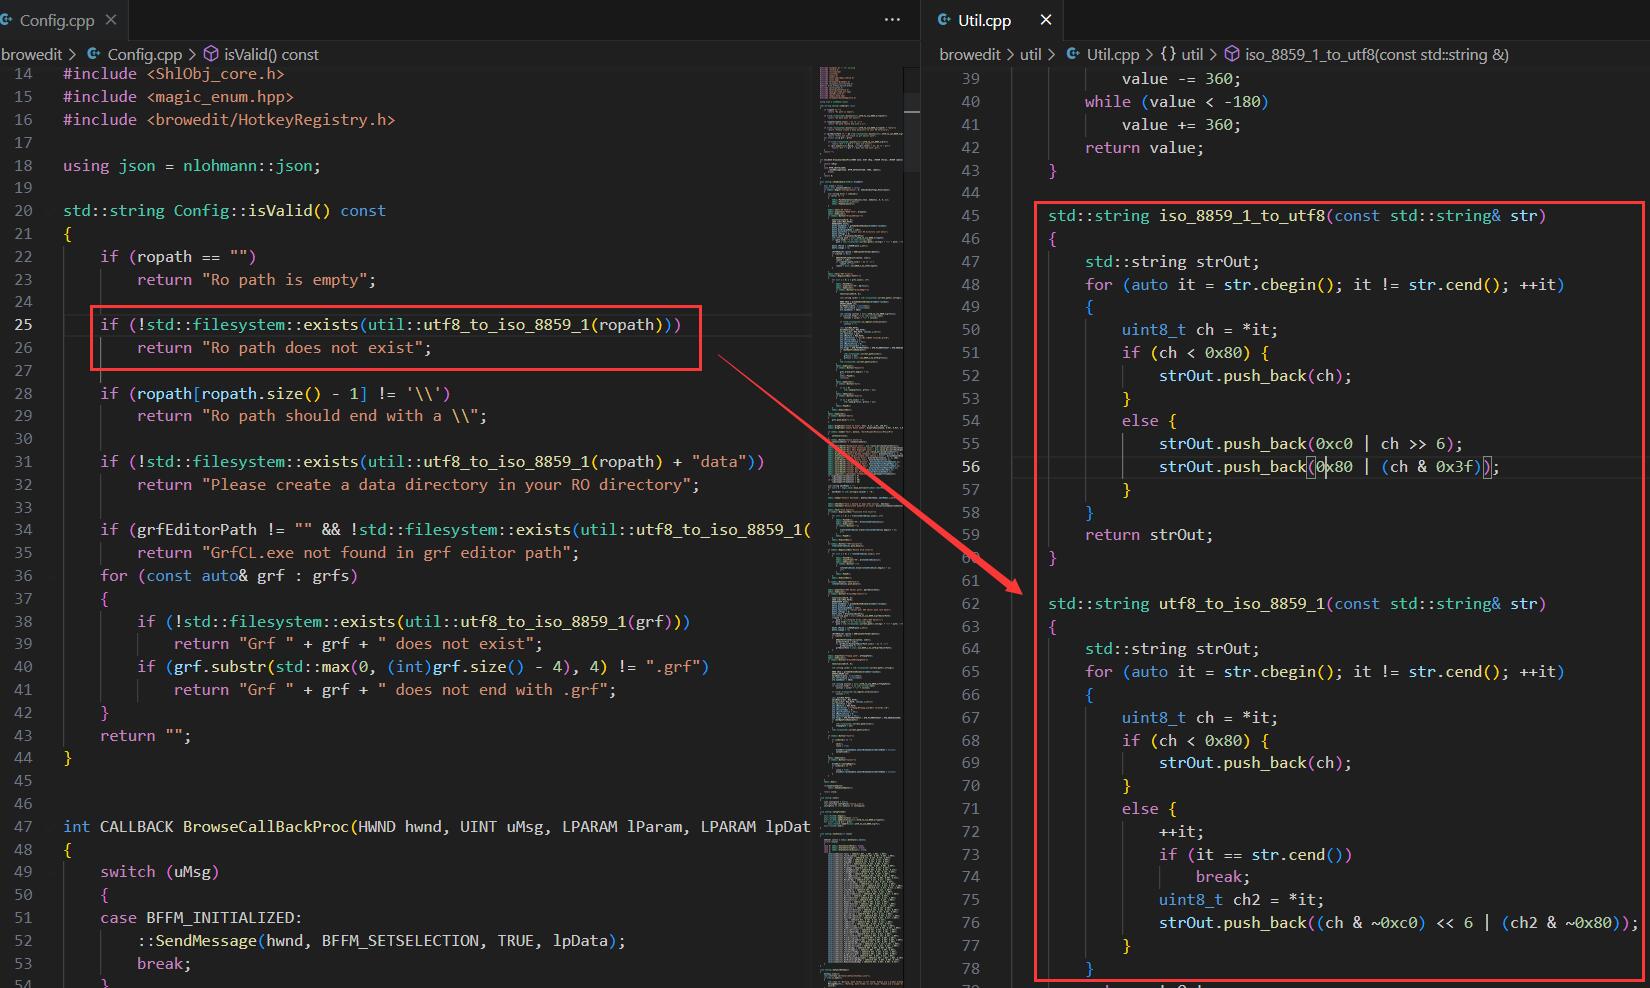 Config.cpp
browedit > Config.cpp > isValid() const
14 #include <ShlObj_core.h>
15 #include <magic_enum.hpp>
16 #include <browedit/HotkeyRegistry.h>
17
18 using json = nlohmann::json;
19
20 std::string Config::isValid() const
21 {
22 if (ropath == "")
23 return "Ro path is empty";
24
25 if (!std::filesystem::exists(util::utf8_to_iso_8859_1(ropath)))
26 return "Ro path does not exist";
27
28 if (ropath[ropath.size() - 1] != '\\')
29 return "Ro path should end with a \\";
30
31 if (!std::filesystem::exists(util::utf8_to_iso_8859_1(ropath) + "data"))
32 return "Please create a data directory in your RO directory";
33
34 if (grfEditorPath != "" && !std::filesystem::exists(util::utf8_to_iso_8859_1(
35 return "GrfCL.exe not found in grf editor path";
36 for (const auto& grf : grfs)
37 {
38 if (!std::filesystem::exists(util::utf8_to_iso_8859_1(grf)))
39 return "Grf " + grf + " does not exist";
40 if (grf.substr(std::max(0, (int)grf.size() - 4), 4) != ".grf")
41 return "Grf " + grf + " does not end with .grf";
42 }
43 return "";
44 }
45
46
47 int CALLBACK BrowseCallBackProc(HWND hwnd, UINT uMsg, LPARAM lParam, LPARAM lpDat
48 {
49 switch (uMsg)
50 {
51 case BFFM_INITIALIZED:
52 ::SendMessage(hwnd, BFFM_SETSELECTION, TRUE, lpData);
53 break;
54 }
Util.cpp
browedit > util > Util.cpp > {} util > iso_8859_1_to_utf8(const std::string &)
39 value -= 360;
40 while (value < -180)
41 value += 360;
42 return value;
43 }
44
45 std::string iso_8859_1_to_utf8(const std::string& str)
46 {
47 std::string strOut;
48 for (auto it = str.cbegin(); it != str.cend(); ++it)
49 {
50 uint8_t ch = *it;
51 if (ch < 0x80) {
52 strOut.push_back(ch);
53 }
54 else {
55 strOut.push_back(0xc0 | ch >> 6);
56 strOut.push_back(0x80 | (ch & 0x3f));
57 }
58 }
59 return strOut;
60 }
61
62 std::string utf8_to_iso_8859_1(const std::string& str)
63 {
64 std::string strOut;
65 for (auto it = str.cbegin(); it != str.cend(); ++it)
66 {
67 uint8_t ch = *it;
68 if (ch < 0x80) {
69 strOut.push_back(ch);
70 }
71 else {
72 ++it;
73 if (it == str.cend())
74 break;
75 uint8_t ch2 = *it;
76 strOut.push_back((ch & ~0xc0) << 6 | (ch2 & ~0x80));
77 }
78 }